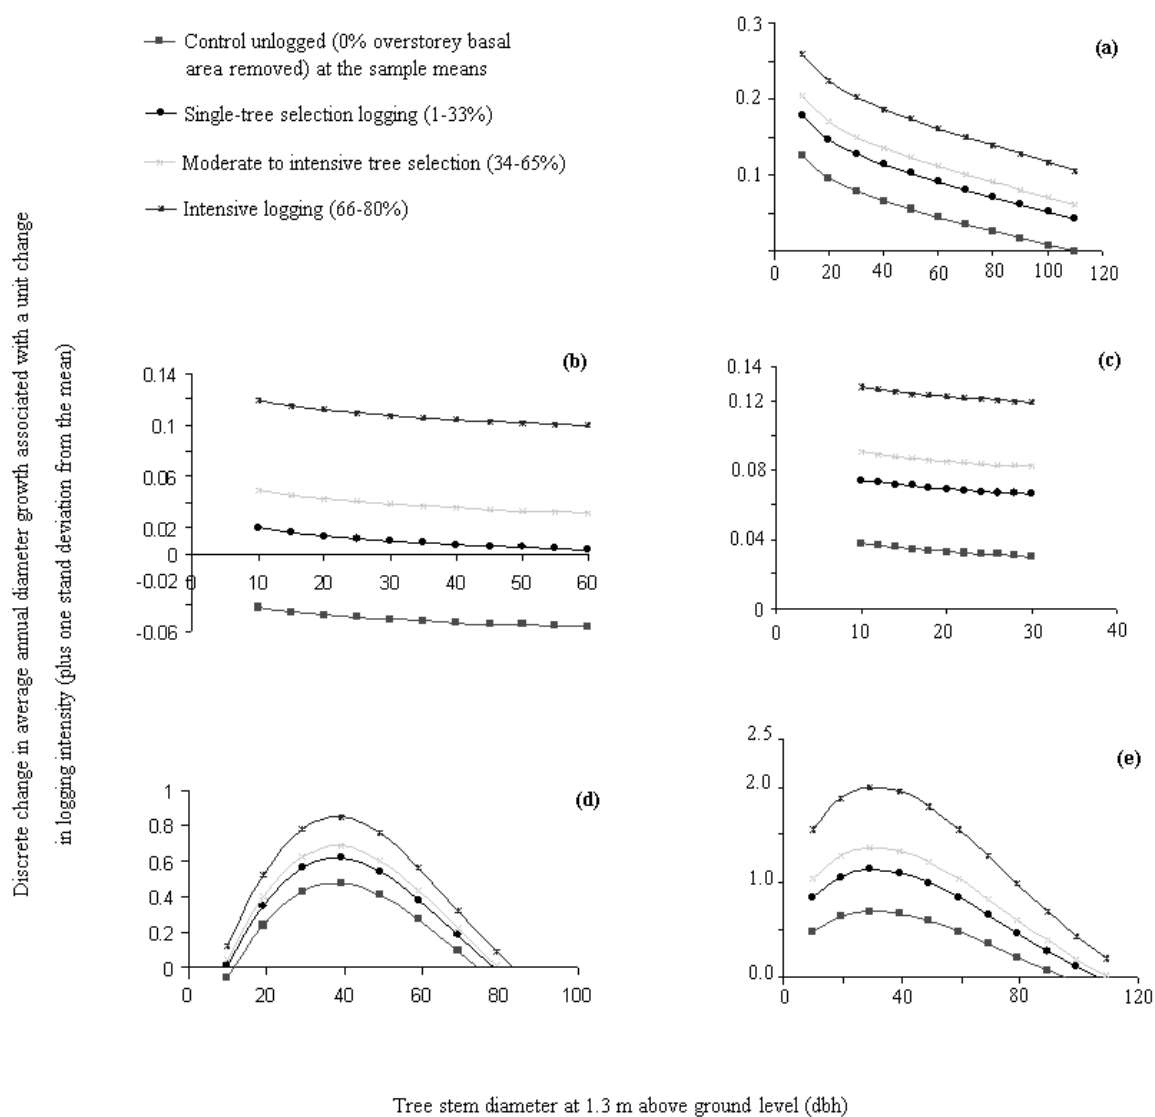 Control unlogged (0% overstorey basal
area removed) at the sample means
Single-tree selection logging (1-33%)
Moderate to intensive tree selection (34-65%)
Intensive logging (66-80%)
Discrete change in average annual diameter growth associated with a unit change
in logging intensity (plus one stand deviation from the mean)
(a)
0.3
0.2
0.1
0 20 40 60 80 100 120
(b)
0.14
0.1
0.06
0.02
0
-0.02
-0.06
0 10 20 30 40 50 60
(c)
0.14
0.12
0.08
0.04
0
0 10 20 30 40
(d)
1
0.8
0.6
0.4
0.2
0
0 20 40 60 80 100
(e)
2.5
2.0
1.0
0.0
0 40 80 120
Tree stem diameter at 1.3 m above ground level (dbh)